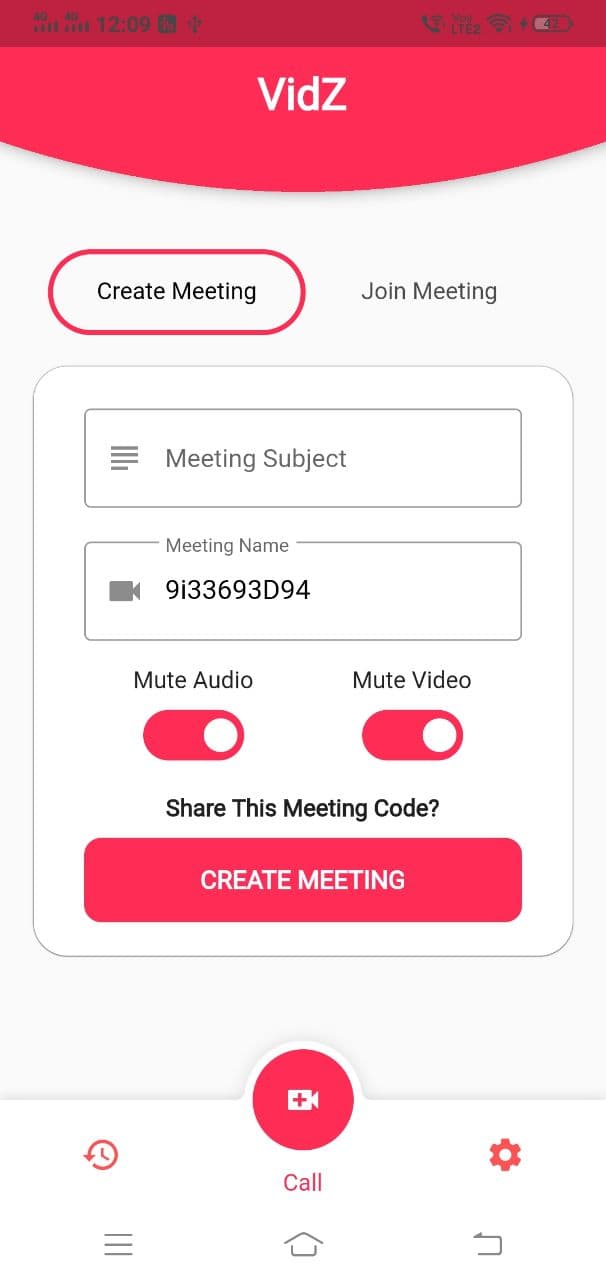 4G 4G 12:09
Voy LTE2 42
VidZ
Create Meeting Join Meeting
Meeting Subject
Meeting Name
9i33693D94
Mute Audio Mute Video
Share This Meeting Code?
CREATE MEETING
Call